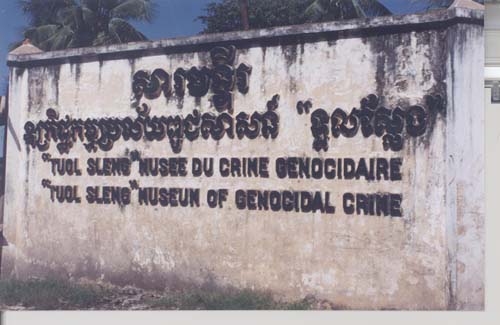 សារមន្ទីរ
ឧក្រិដ្ឋកម្មប្រល័យពូជសាសន៍ "ទួលស្លែង"
"TUOL SLENG" MUSEE DU CRIME GENOCIDAIRE
"TUOL SLENG" MUSEUM OF GENOCIDAL CRIME